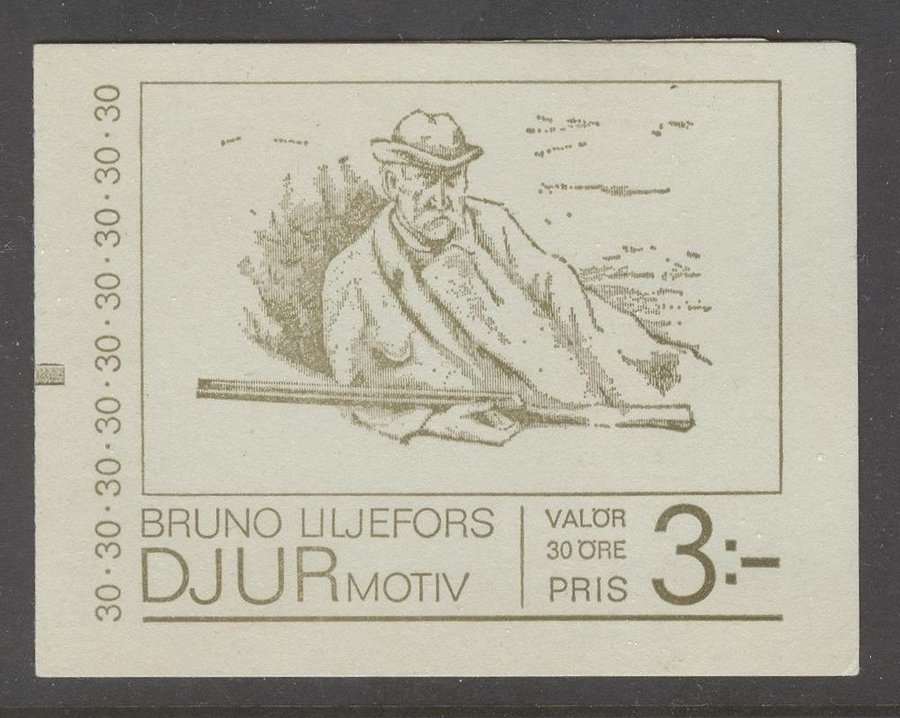 30·30·30·30·30·30·30·30·30
BRUNO LILJEFORS
DJURMOTIV
VALÖR
30 ÖRE
PRIS 3:-